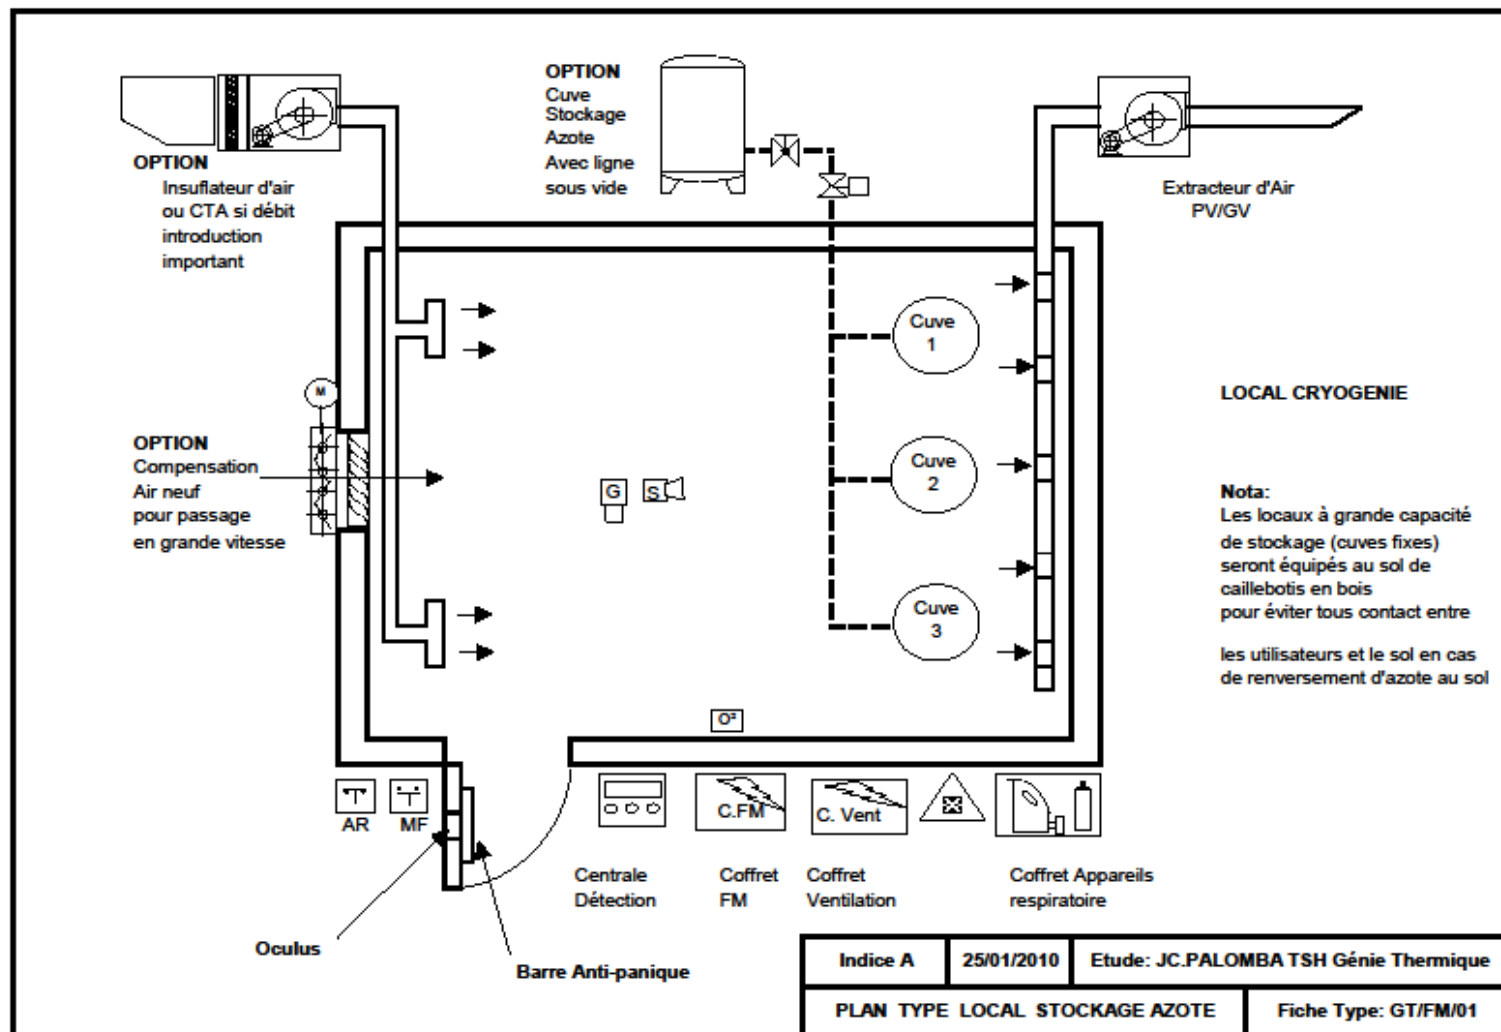 OPTION
Cuve
Stockage
Azote
Avec ligne
sous vide
OPTION
Insuflateur d'air
ou CTA si débit
introduction
important
Extracteur d'Air
PV/GV
Cuve
1
M
LOCAL CRYOGENIE
OPTION
Compensation
Air neuf
pour passage
en grande vitesse
G
S
Cuve
2
Nota:
Les locaux à grande capacité
de stockage (cuves fixes)
seront équipés au sol de
caillebotis en bois
pour éviter tous contact entre
les utilisateurs et le sol en cas
de renversement d'azote au sol
Cuve
3
O²
AR
MF
C.FM
C. Vent
Centrale
Détection
Coffret
FM
Coffret
Ventilation
Coffret Appareils
respiratoire
Oculus
Barre Anti-panique
Indice A
25/01/2010
Etude: JC.PALOMBA TSH Génie Thermique
PLAN TYPE LOCAL STOCKAGE AZOTE
Fiche Type: GT/FM/01